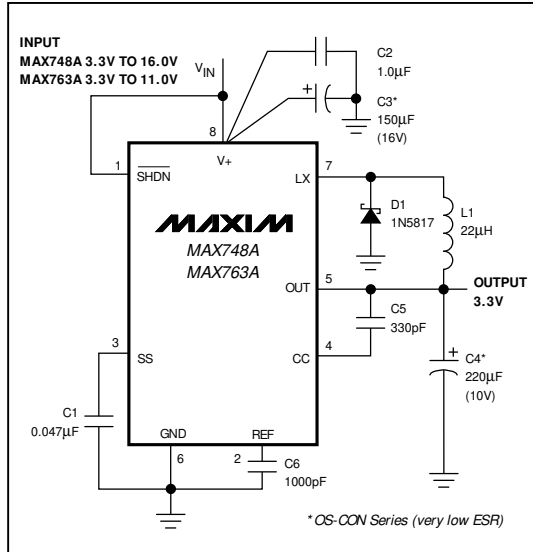 INPUT
MAX748A 3.3V TO 16.0V
MAX763A 3.3V TO 11.0V
VIN
C2
1.0µF
C3*
150µF
(16V)
8
V+
1
SHDN
7
LX
D1
1N5817
L1
22µH
MAXIM
MAX748A
MAX763A
OUT
5
OUTPUT
3.3V
C5
330pF
3
SS
4
CC
C4*
220µF
(10V)
C1
0.047µF
GND
REF
6
2
C6
1000pF
* OS-CON Series (very low ESR)